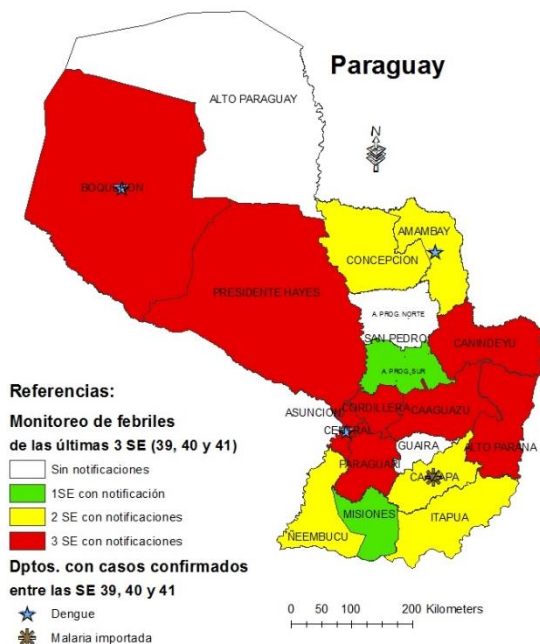 Paraguay
ALTO PARAGUAY
N
BOQUERON
AMAMBAY
CONCEPCION
PRESIDENTE HAYES
A. PROG. NORTE
SAN PEDRO
CANINDEYU
A. PROG. SUR
ASUNCION
CORDILLERA
CAAGUAZU
CENTRAL
GUAIRA
ALTO PARANA
PARAGUARI
CAAZAPA
MISIONES
ITAPUA
ÑEEMBUCU
Referencias:
Monitoreo de febriles
de las últimas 3 SE (39, 40 y 41)
Sin notificaciones
1SE con notificación
2 SE con notificaciones
3 SE con notificaciones
Dptos. con casos confirmados
entre las SE 39, 40 y 41
Dengue
Malaria importada
0 50 100 200 Kilometers